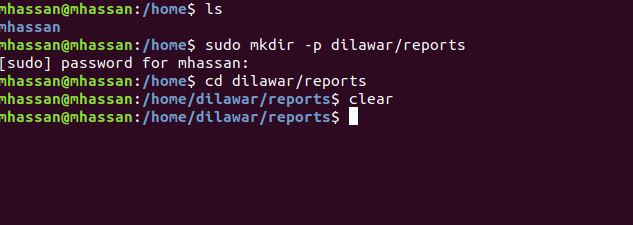 mhassan@mhassan:/home$ ls
mhassan
mhassan@mhassan:/home$ sudo mkdir -p dilawar/reports
[sudo] password for mhassan:
mhassan@mhassan:/home$ cd dilawar/reports
mhassan@mhassan:/home/dilawar/reports$ clear
mhassan@mhassan:/home/dilawar/reports$